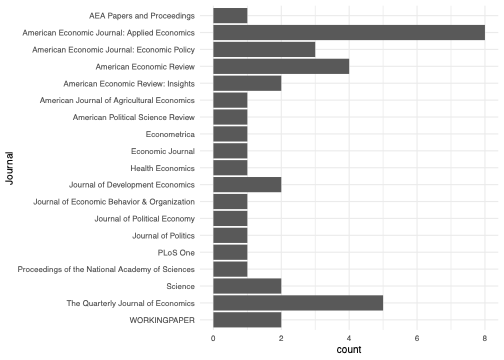 AEA Papers and Proceedings
American Economic Journal: Applied Economics
American Economic Journal: Economic Policy
American Economic Review
American Economic Review: Insights
American Journal of Agricultural Economics
American Political Science Review
Econometrica
Economic Journal
Health Economics
Journal of Development Economics
Journal of Economic Behavior & Organization
Journal of Political Economy
Journal of Politics
PLoS One
Proceedings of the National Academy of Sciences
Science
The Quarterly Journal of Economics
WORKINGPAPER
Journal
0 2 4 6 8
count